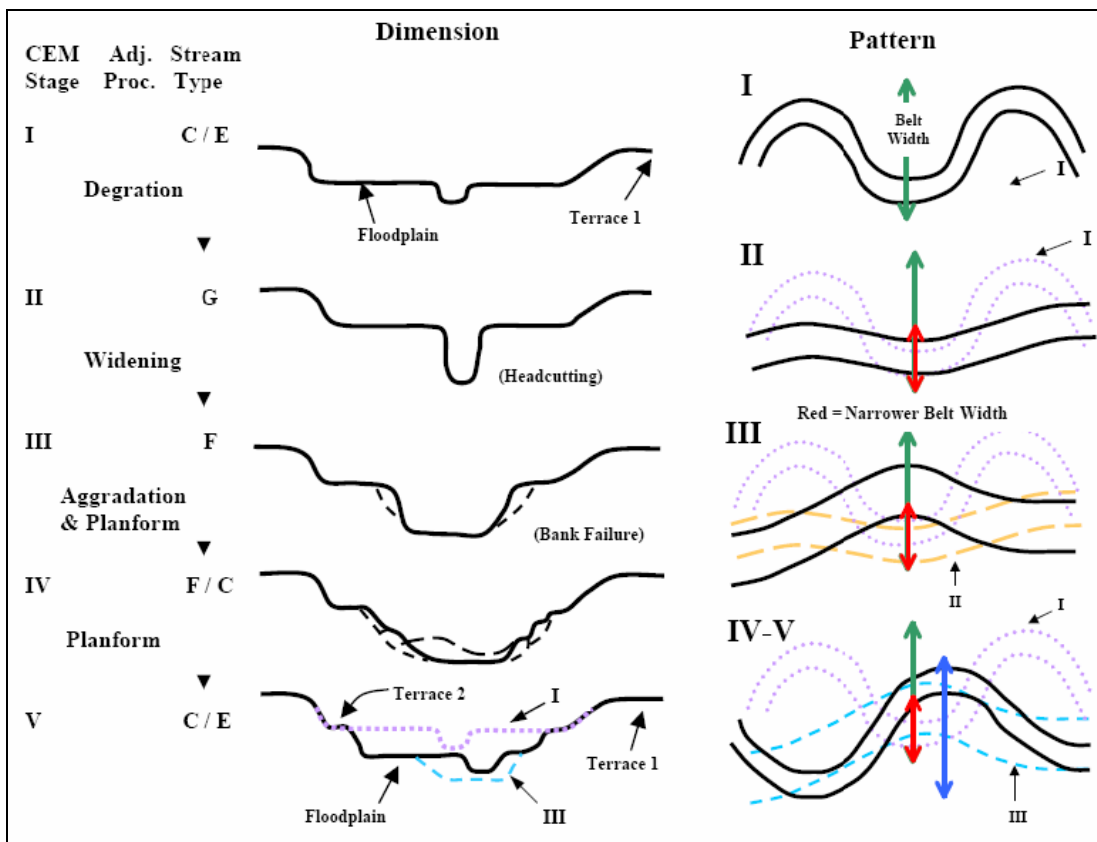 Dimension
CEM Adj. Stream
Stage Proc. Type
I C / E
Degration
Floodplain
Terrace 1
▼
II G
Widening
(Headcutting)
▼
III F
Aggradation
& Planform
(Bank Failure)
▼
IV F / C
Planform
▼
V C / E
Terrace 2
I
Terrace 1
Floodplain
III
Pattern
I
Belt
Width
I
II
I
Red = Narrower Belt Width
III
II
IV-V
I
III